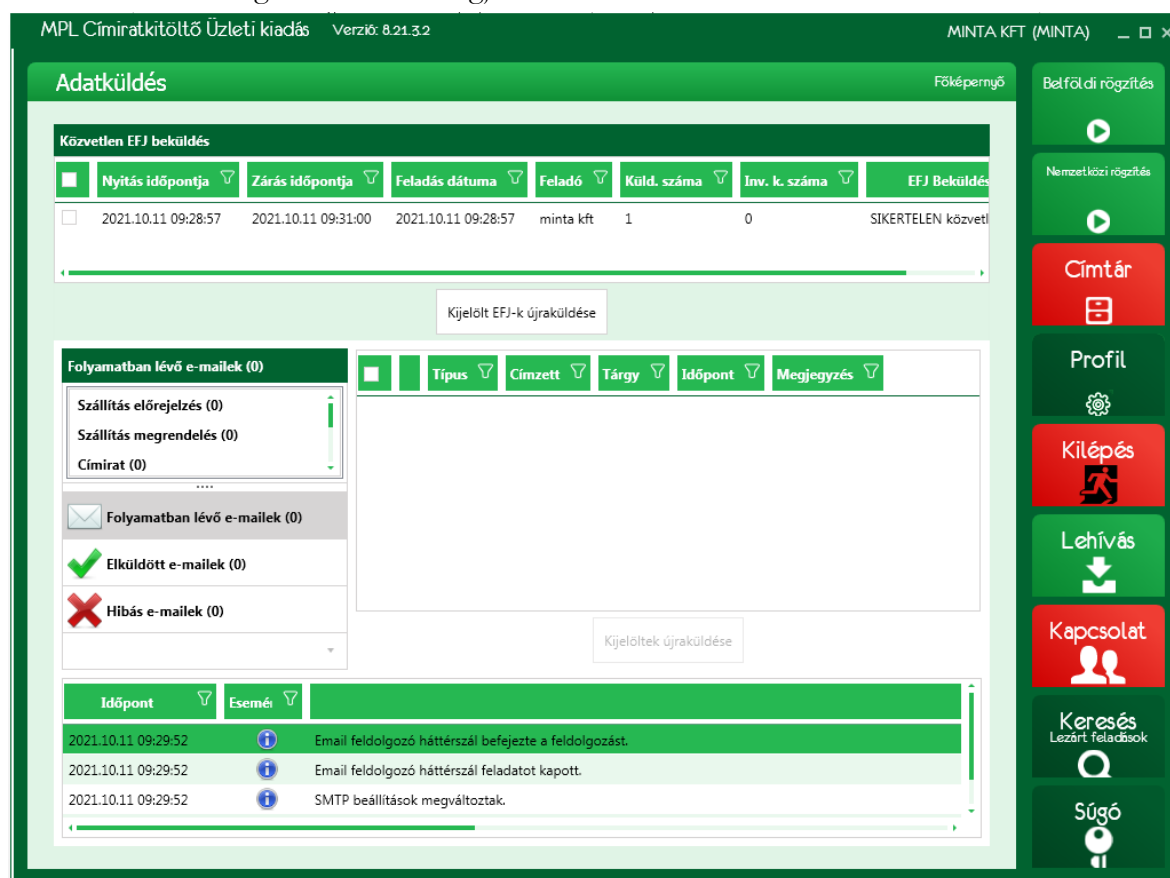 MPL Címiratkitöltő Üzleti kiadás Verzió: 8.21.3.2 MINTA KFT (MINTA)
Adatküldés Főképernyő
Közvetlen EFJ beküldés
Nyitás időpontja Zárás időpontja Feladás dátuma Feladó Küld. száma Inv. k. száma EFJ Beküldés
2021.10.11 09:28:57 2021.10.11 09:31:00 2021.10.11 09:28:57 minta kft 1 0 SIKERTELEN közvetl
Kijelölt EFJ-k újraküldése
Folyamatban lévő e-mailek (0)
Szállítás előrejelzés (0)
Szállítás megrendelés (0)
Címirat (0)
Folyamatban lévő e-mailek (0)
Elküldött e-mailek (0)
Hibás e-mailek (0)
Típus Címzett Tárgy Időpont Megjegyzés
Kijelöltek újraküldése
Időpont Esemé
2021.10.11 09:29:52 Email feldolgozó háttérszál befejezte a feldolgozást.
2021.10.11 09:29:52 Email feldolgozó háttérszál feladatot kapott.
2021.10.11 09:29:52 SMTP beállítások megváltoztak.
Belföldi rögzítés
Nemzetközi rögzítés
Címtár
Profil
Kilépés
Lehívás
Kapcsolat
Keresés
Lezárt feladások
Súgó